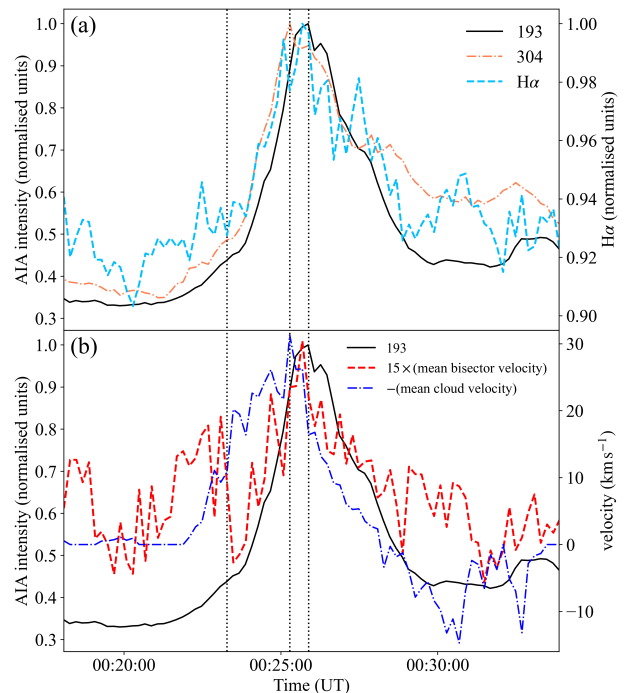 (a)
193
304
Hα
1.0
0.9
0.8
0.7
0.6
0.5
0.4
0.3
AIA intensity (normalised units)
1.00
0.98
0.96
0.94
0.92
0.90
Hα (normalised units)
(b)
193
15×(mean bisector velocity)
−(mean cloud velocity)
1.0
0.9
0.8
0.7
0.6
0.5
0.4
0.3
AIA intensity (normalised units)
30
20
10
0
−10
velocity (km s⁻¹)
00:20:00 00:25:00 00:30:00
Time (UT)